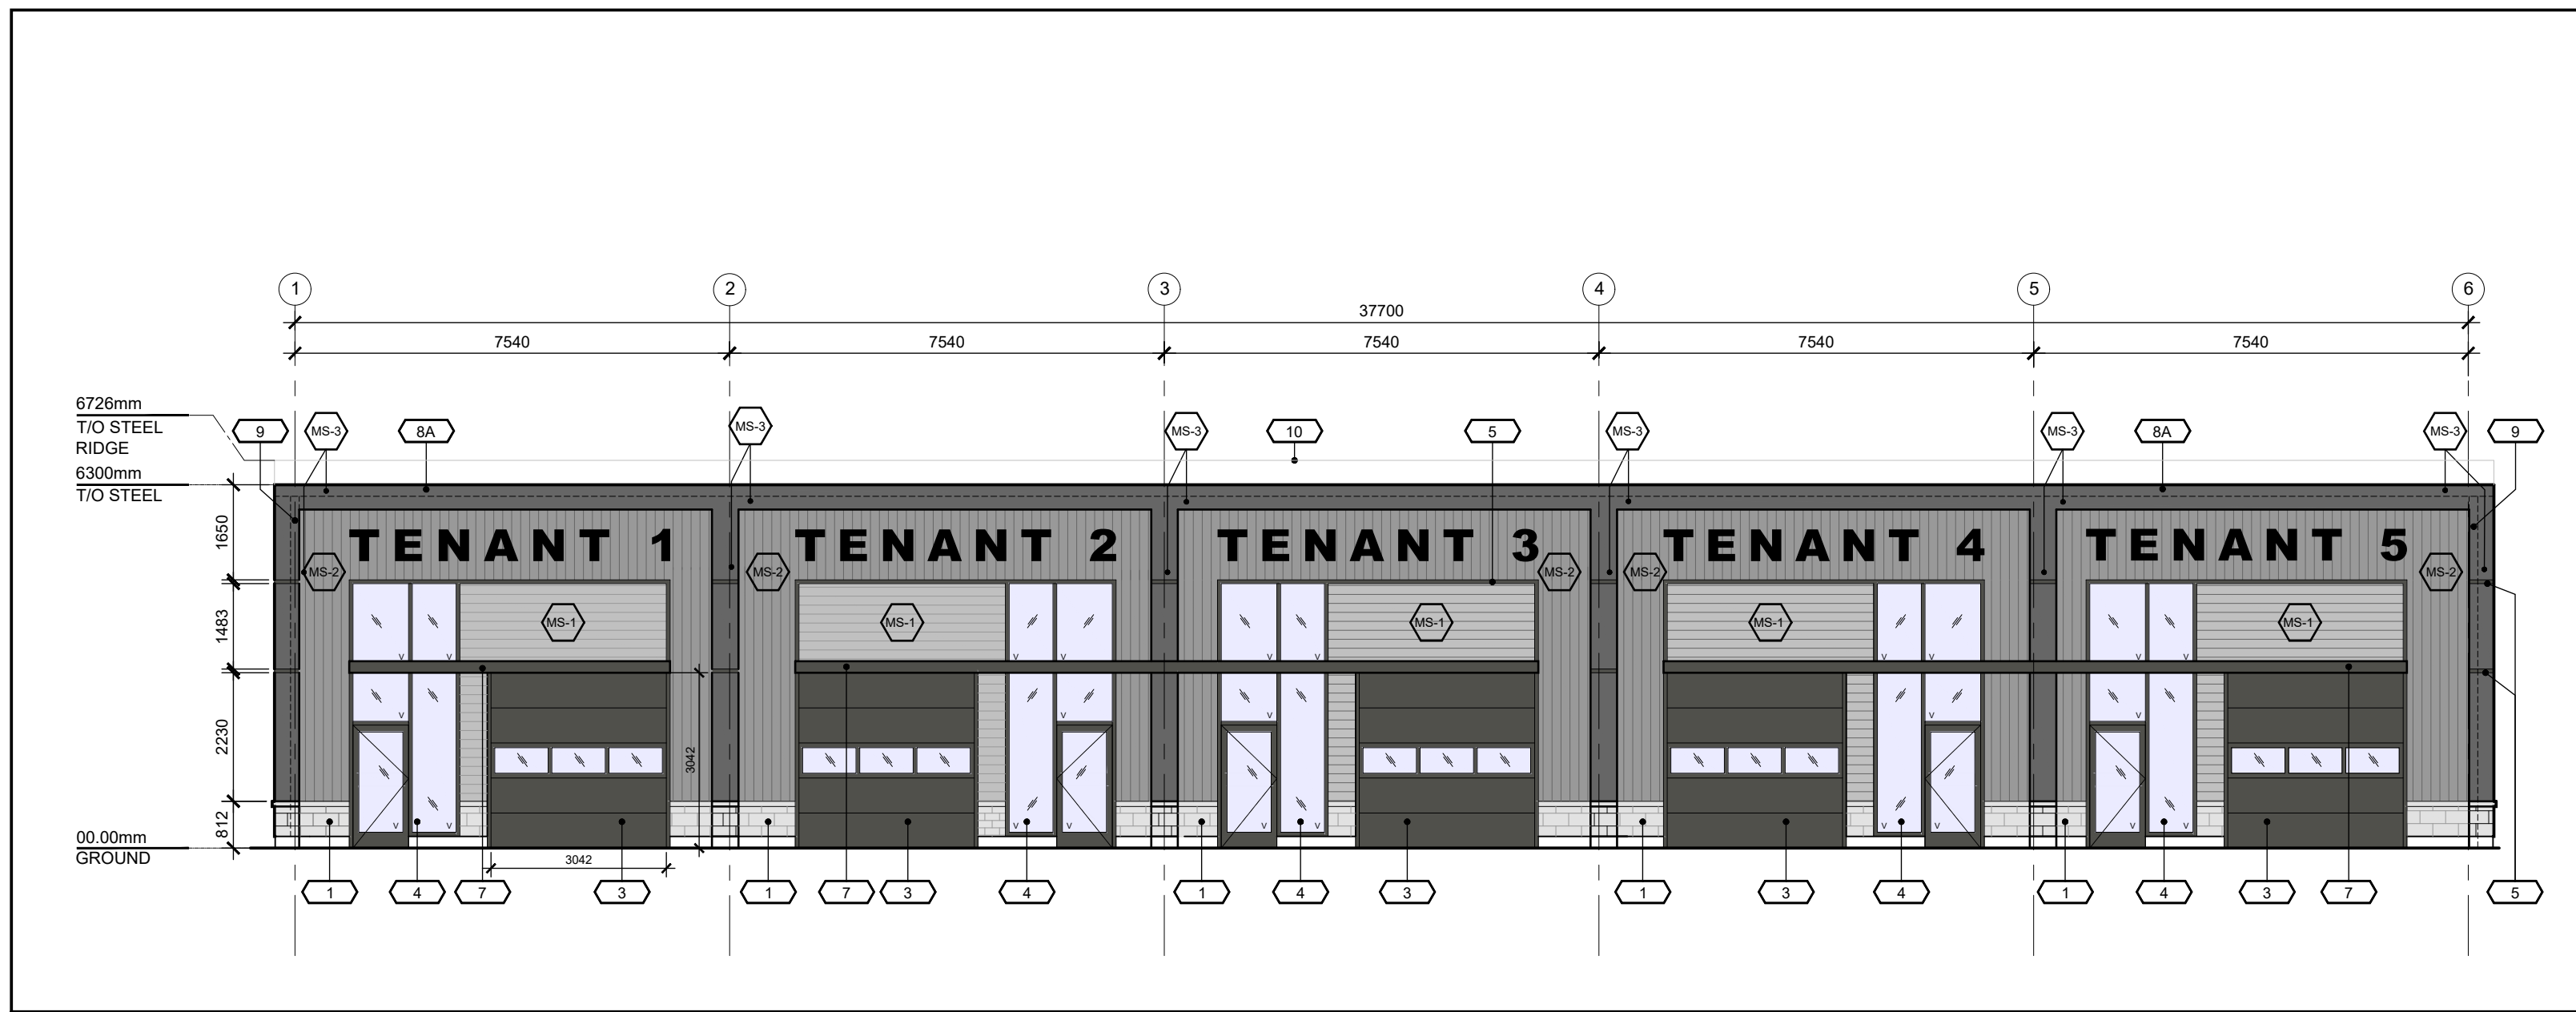 1 2 3 4 5 6
37700
7540 7540 7540 7540 7540
6726mm
T/O STEEL
RIDGE
6300mm
T/O STEEL
9 MS-3 8A MS-3 MS-3 10 5 MS-3 MS-3 8A MS-3 9
1650
TENANT 1 TENANT 2 TENANT 3 TENANT 4 TENANT 5
MS-2 MS-2 MS-2 MS-2 MS-2
1483
MS-1 MS-1 MS-1 MS-1 MS-1
V V V V V V V V V V
2230
V V V V V
3042
812
V V V V V V V V V V
00.00mm
GROUND
3042
1 4 7 3 1 7 3 4 1 4 3 1 3 4 1 4 3 7 5